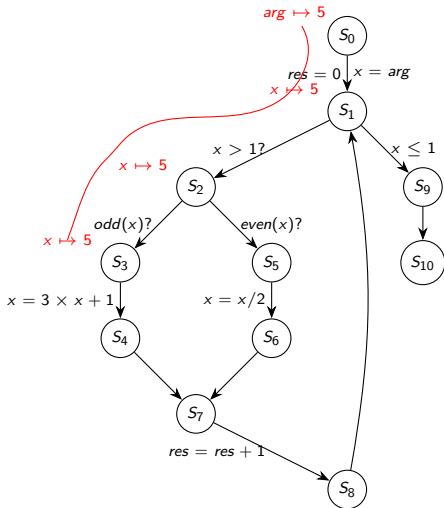 arg ↦ 5
S0
res = 0
x = arg
x ↦ 5
S1
x > 1?
x ≤ 1
x ↦ 5
S2
S9
odd(x)?
even(x)?
x ↦ 5
S3
S5
S10
x = 3 × x + 1
x = x/2
S4
S6
S7
res = res + 1
S8